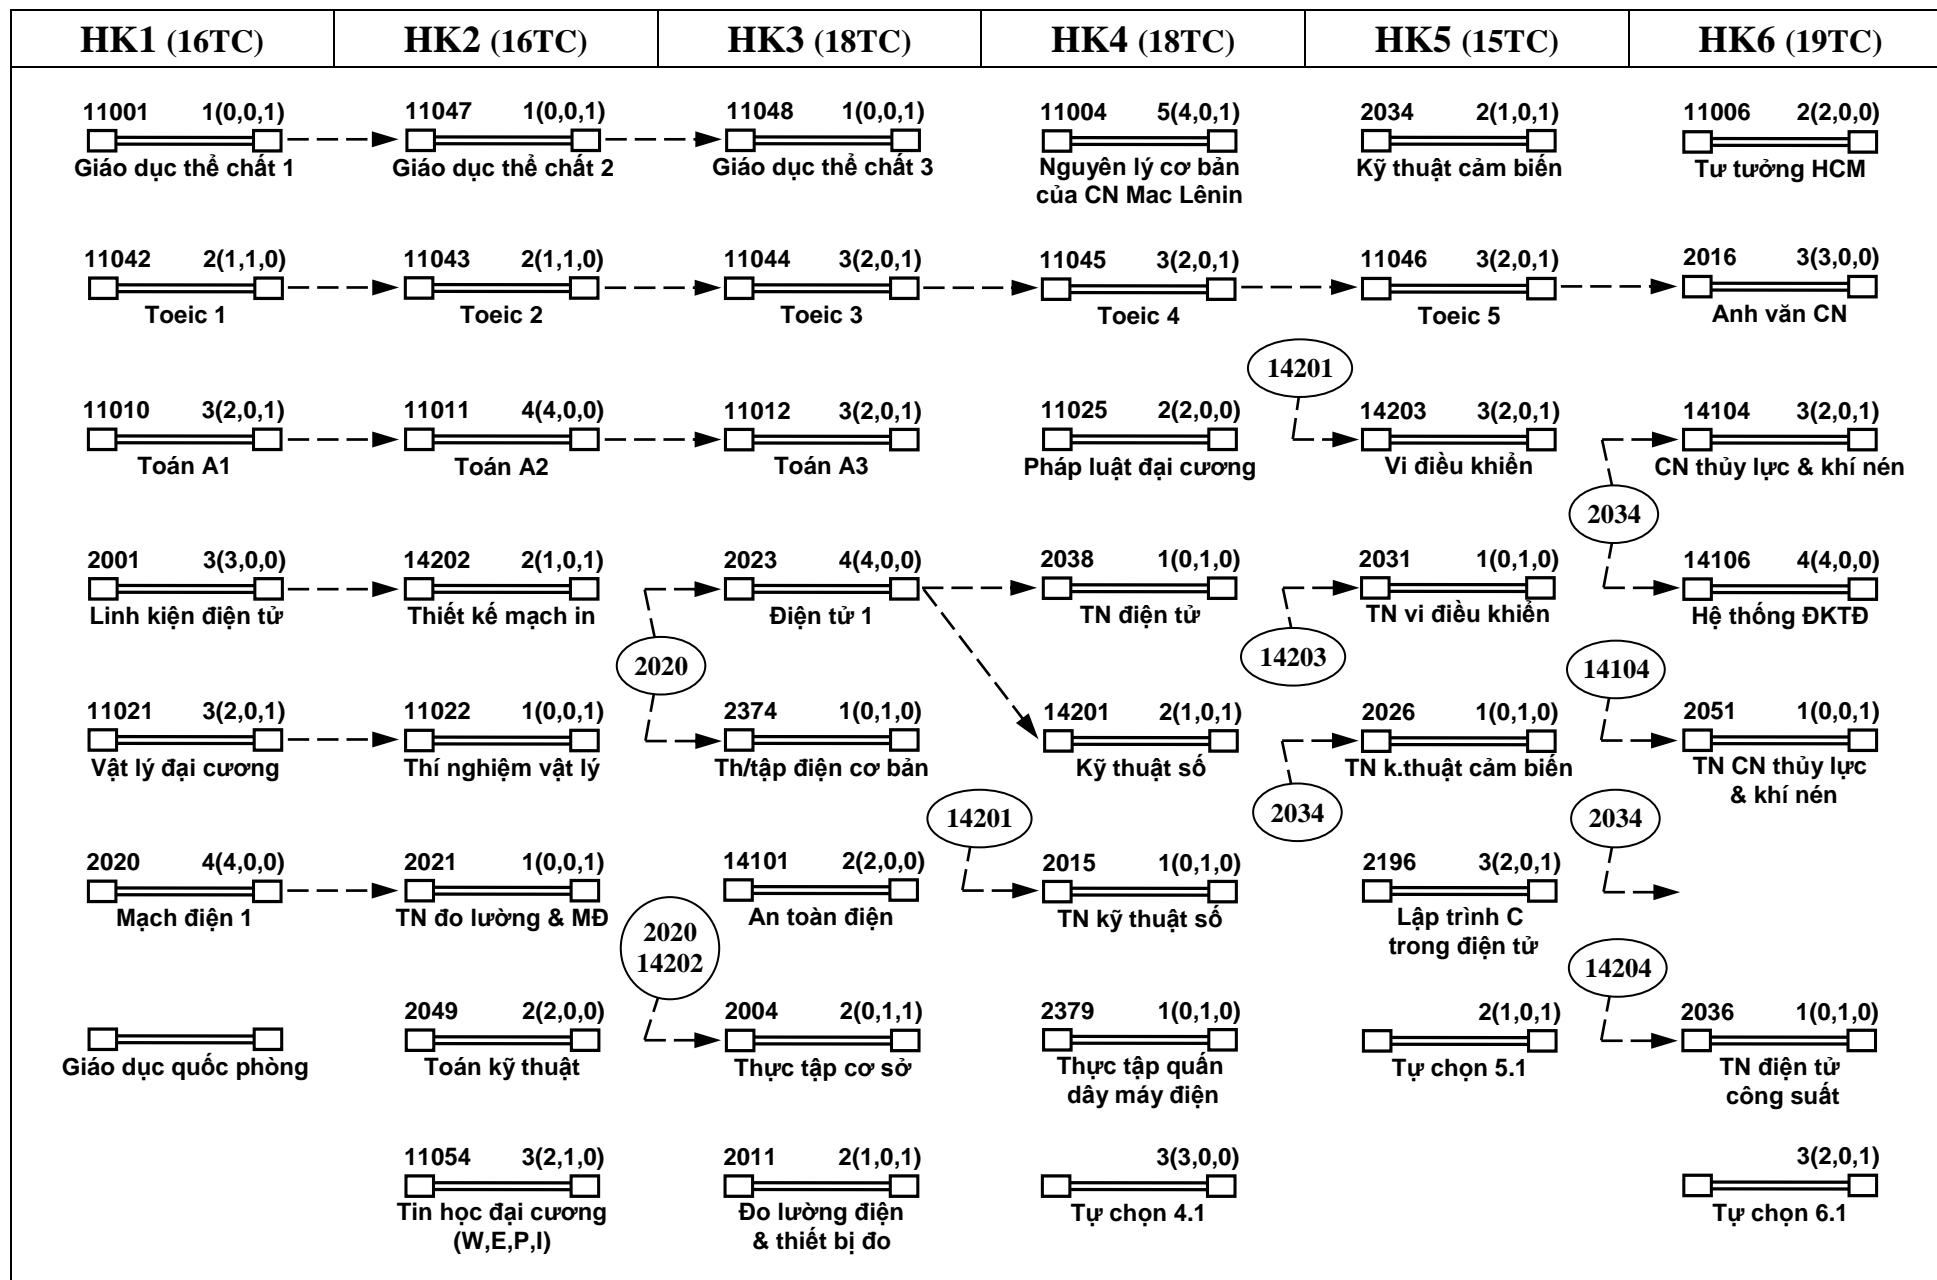 HK1 (16TC) HK2 (16TC) HK3 (18TC) HK4 (18TC) HK5 (15TC) HK6 (19TC)
11001 1(0,0,1) 11047 1(0,0,1) 11048 1(0,0,1) 11004 5(4,0,1) 2034 2(1,0,1) 11006 2(2,0,0)
Giáo dục thể chất 1 Giáo dục thể chất 2 Giáo dục thể chất 3 Nguyên lý cơ bản Kỹ thuật cảm biến Tư tưởng HCM
của CN Mac Lênin
11042 2(1,1,0) 11043 2(1,1,0) 11044 3(2,0,1) 11045 3(2,0,1) 11046 3(2,0,1) 2016 3(3,0,0)
Toeic 1 Toeic 2 Toeic 3 Toeic 4 Toeic 5 Anh văn CN
14201
11010 3(2,0,1) 11011 4(4,0,0) 11012 3(2,0,1) 11025 2(2,0,0) 14203 3(2,0,1) 14104 3(2,0,1)
Toán A1 Toán A2 Toán A3 Pháp luật đại cương Vi điều khiển CN thủy lực & khí nén
2034
2001 3(3,0,0) 14202 2(1,0,1) 2023 4(4,0,0) 2038 1(0,1,0) 2031 1(0,1,0) 14106 4(4,0,0)
Linh kiện điện tử Thiết kế mạch in Điện tử 1 TN điện tử TN vi điều khiển Hệ thống ĐKTĐ
2020 14203 14104
11021 3(2,0,1) 11022 1(0,0,1) 2374 1(0,1,0) 14201 2(1,0,1) 2026 1(0,1,0) 2051 1(0,0,1)
Vật lý đại cương Thí nghiệm vật lý Th/tập điện cơ bản Kỹ thuật số TN k.thuật cảm biến TN CN thủy lực
& khí nén
14201 2034 2034
2020 4(4,0,0) 2021 1(0,0,1) 14101 2(2,0,0) 2015 1(0,1,0) 2196 3(2,0,1)
Mạch điện 1 TN đo lường & MĐ An toàn điện TN kỹ thuật số Lập trình C
trong điện tử
2020
14202 14204
2049 2(2,0,0) 2004 2(0,1,1) 2379 1(0,1,0) 2(1,0,1) 2036 1(0,1,0)
Giáo dục quốc phòng Toán kỹ thuật Thực tập cơ sở Thực tập quấn Tự chọn 5.1 TN điện tử
dây máy điện công suất
11054 3(2,1,0) 2011 2(1,0,1) 3(3,0,0) 3(2,0,1)
Tin học đại cương Đo lường điện Tự chọn 4.1 Tự chọn 6.1
(W,E,P,I) & thiết bị đo